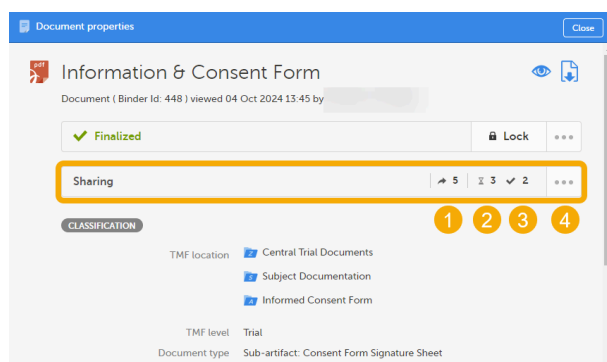 Document properties
Close
pdf
Information & Consent Form
Document ( Binder Id: 448 ) viewed 04 Oct 2024 13:45 by
Finalized
Lock
Sharing
5
3
2
1
2
3
4
CLASSIFICATION
TMF location
Central Trial Documents
Subject Documentation
Informed Consent Form
TMF level
Trial
Document type
Sub-artifact: Consent Form Signature Sheet